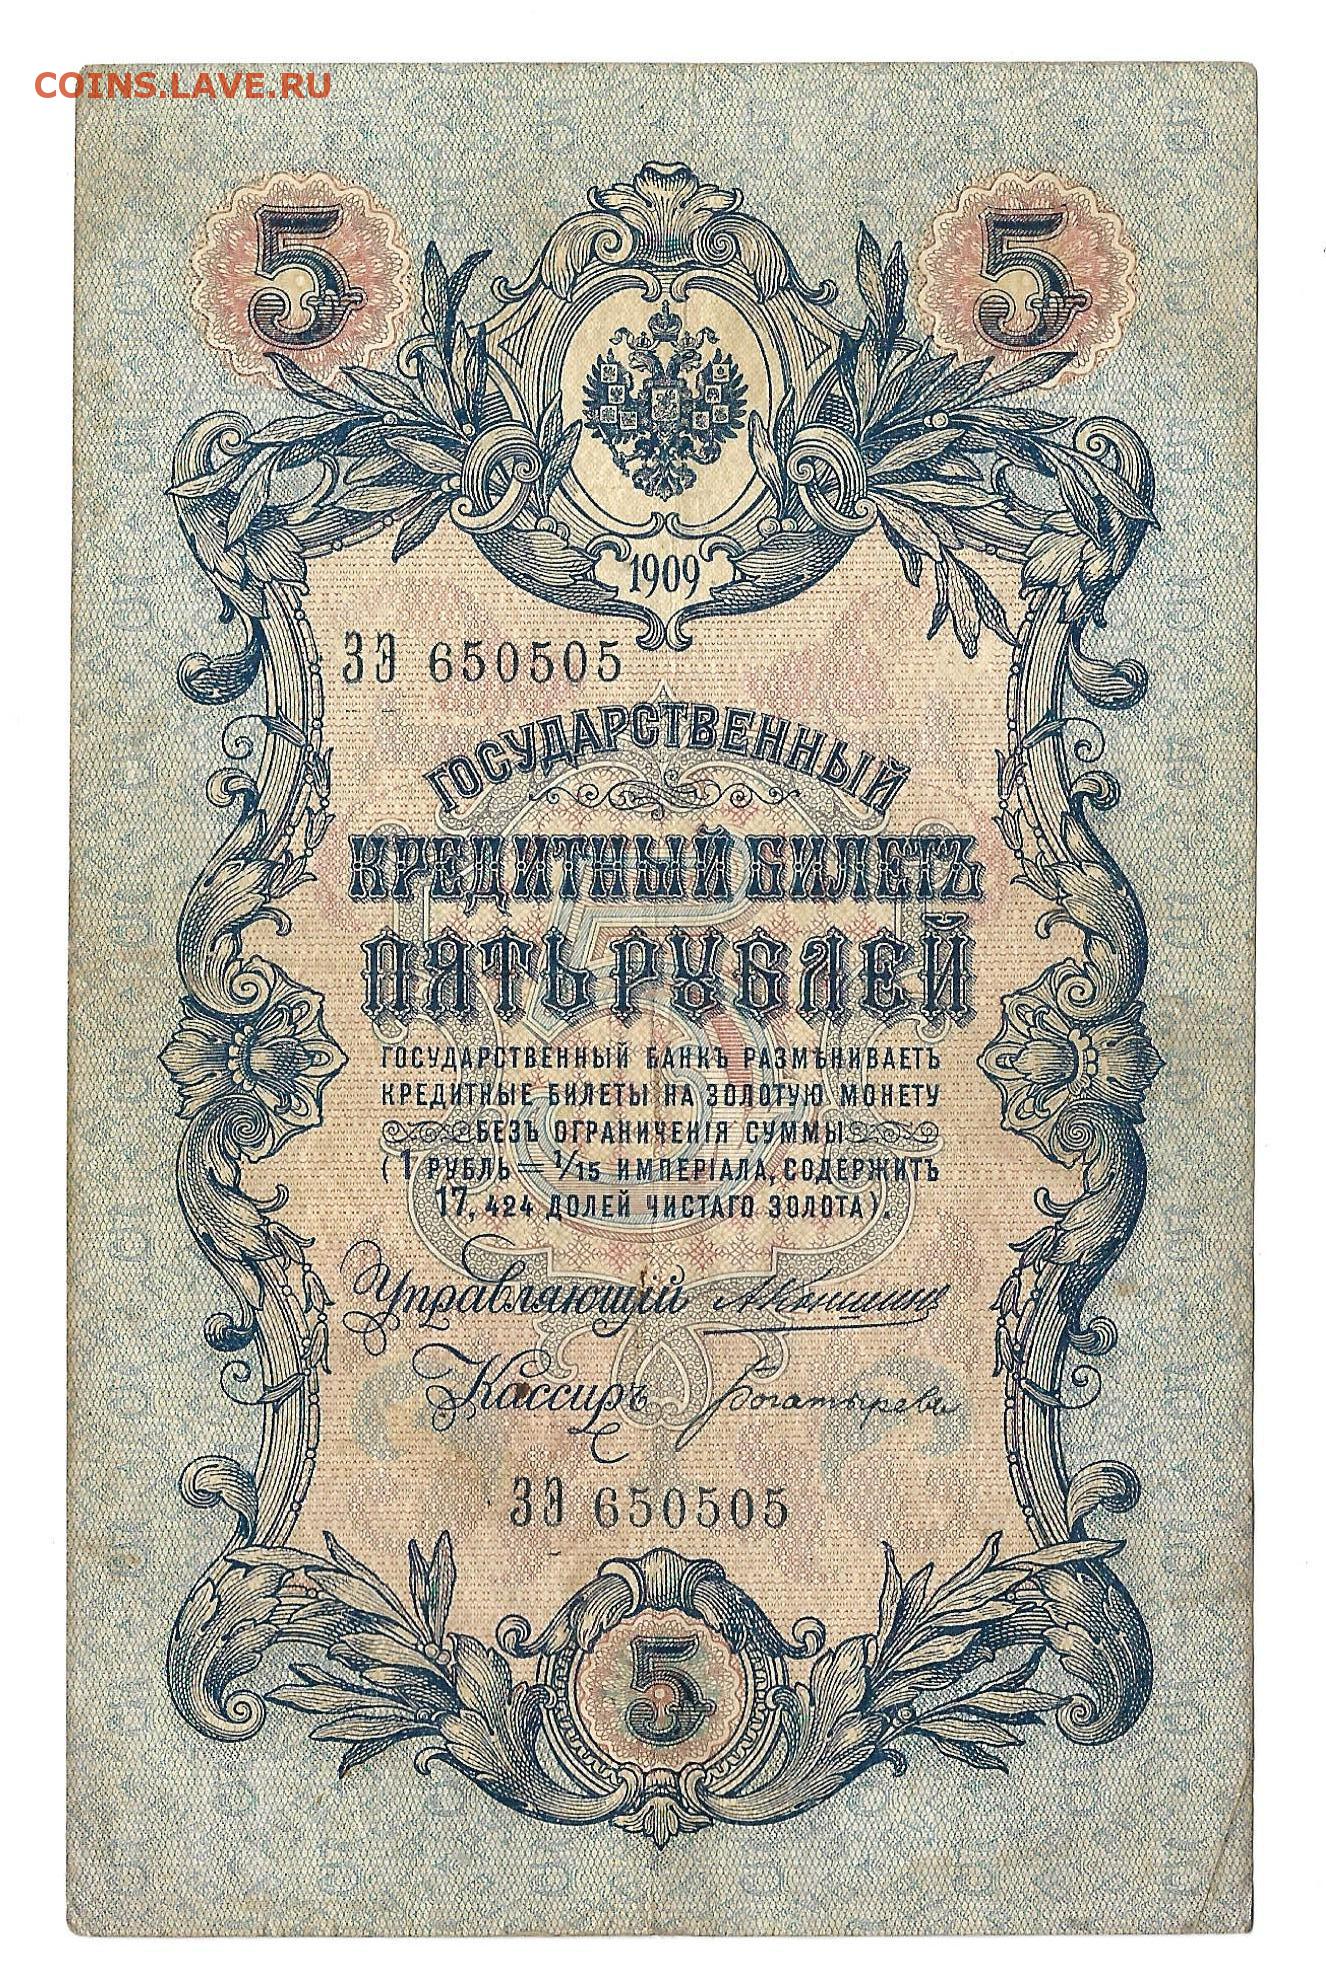 COINS.LAVE.RU
5 5
1909
ЗЭ 650505
ГОСУДАРСТВЕННЫЙ
КРЕДИТНЫЙ БИЛЕТЪ
ПЯТЬ РУБЛЕЙ
ГОСУДАРСТВЕННЫЙ БАНКЪ РАЗМѢНИВАЕТЪ
КРЕДИТНЫЕ БИЛЕТЫ НА ЗОЛОТУЮ МОНЕТУ
БЕЗЪ ОГРАНИЧЕНІЯ СУММЫ
(1 РУБЛЬ = 1/15 ИМПЕРІАЛА, СОДЕРЖИТЪ
17,424 ДОЛЕЙ ЧИСТАГО ЗОЛОТА).
Управляющій АКоншинъ
Кассиръ Богатыревъ
ЗЭ 650505
5